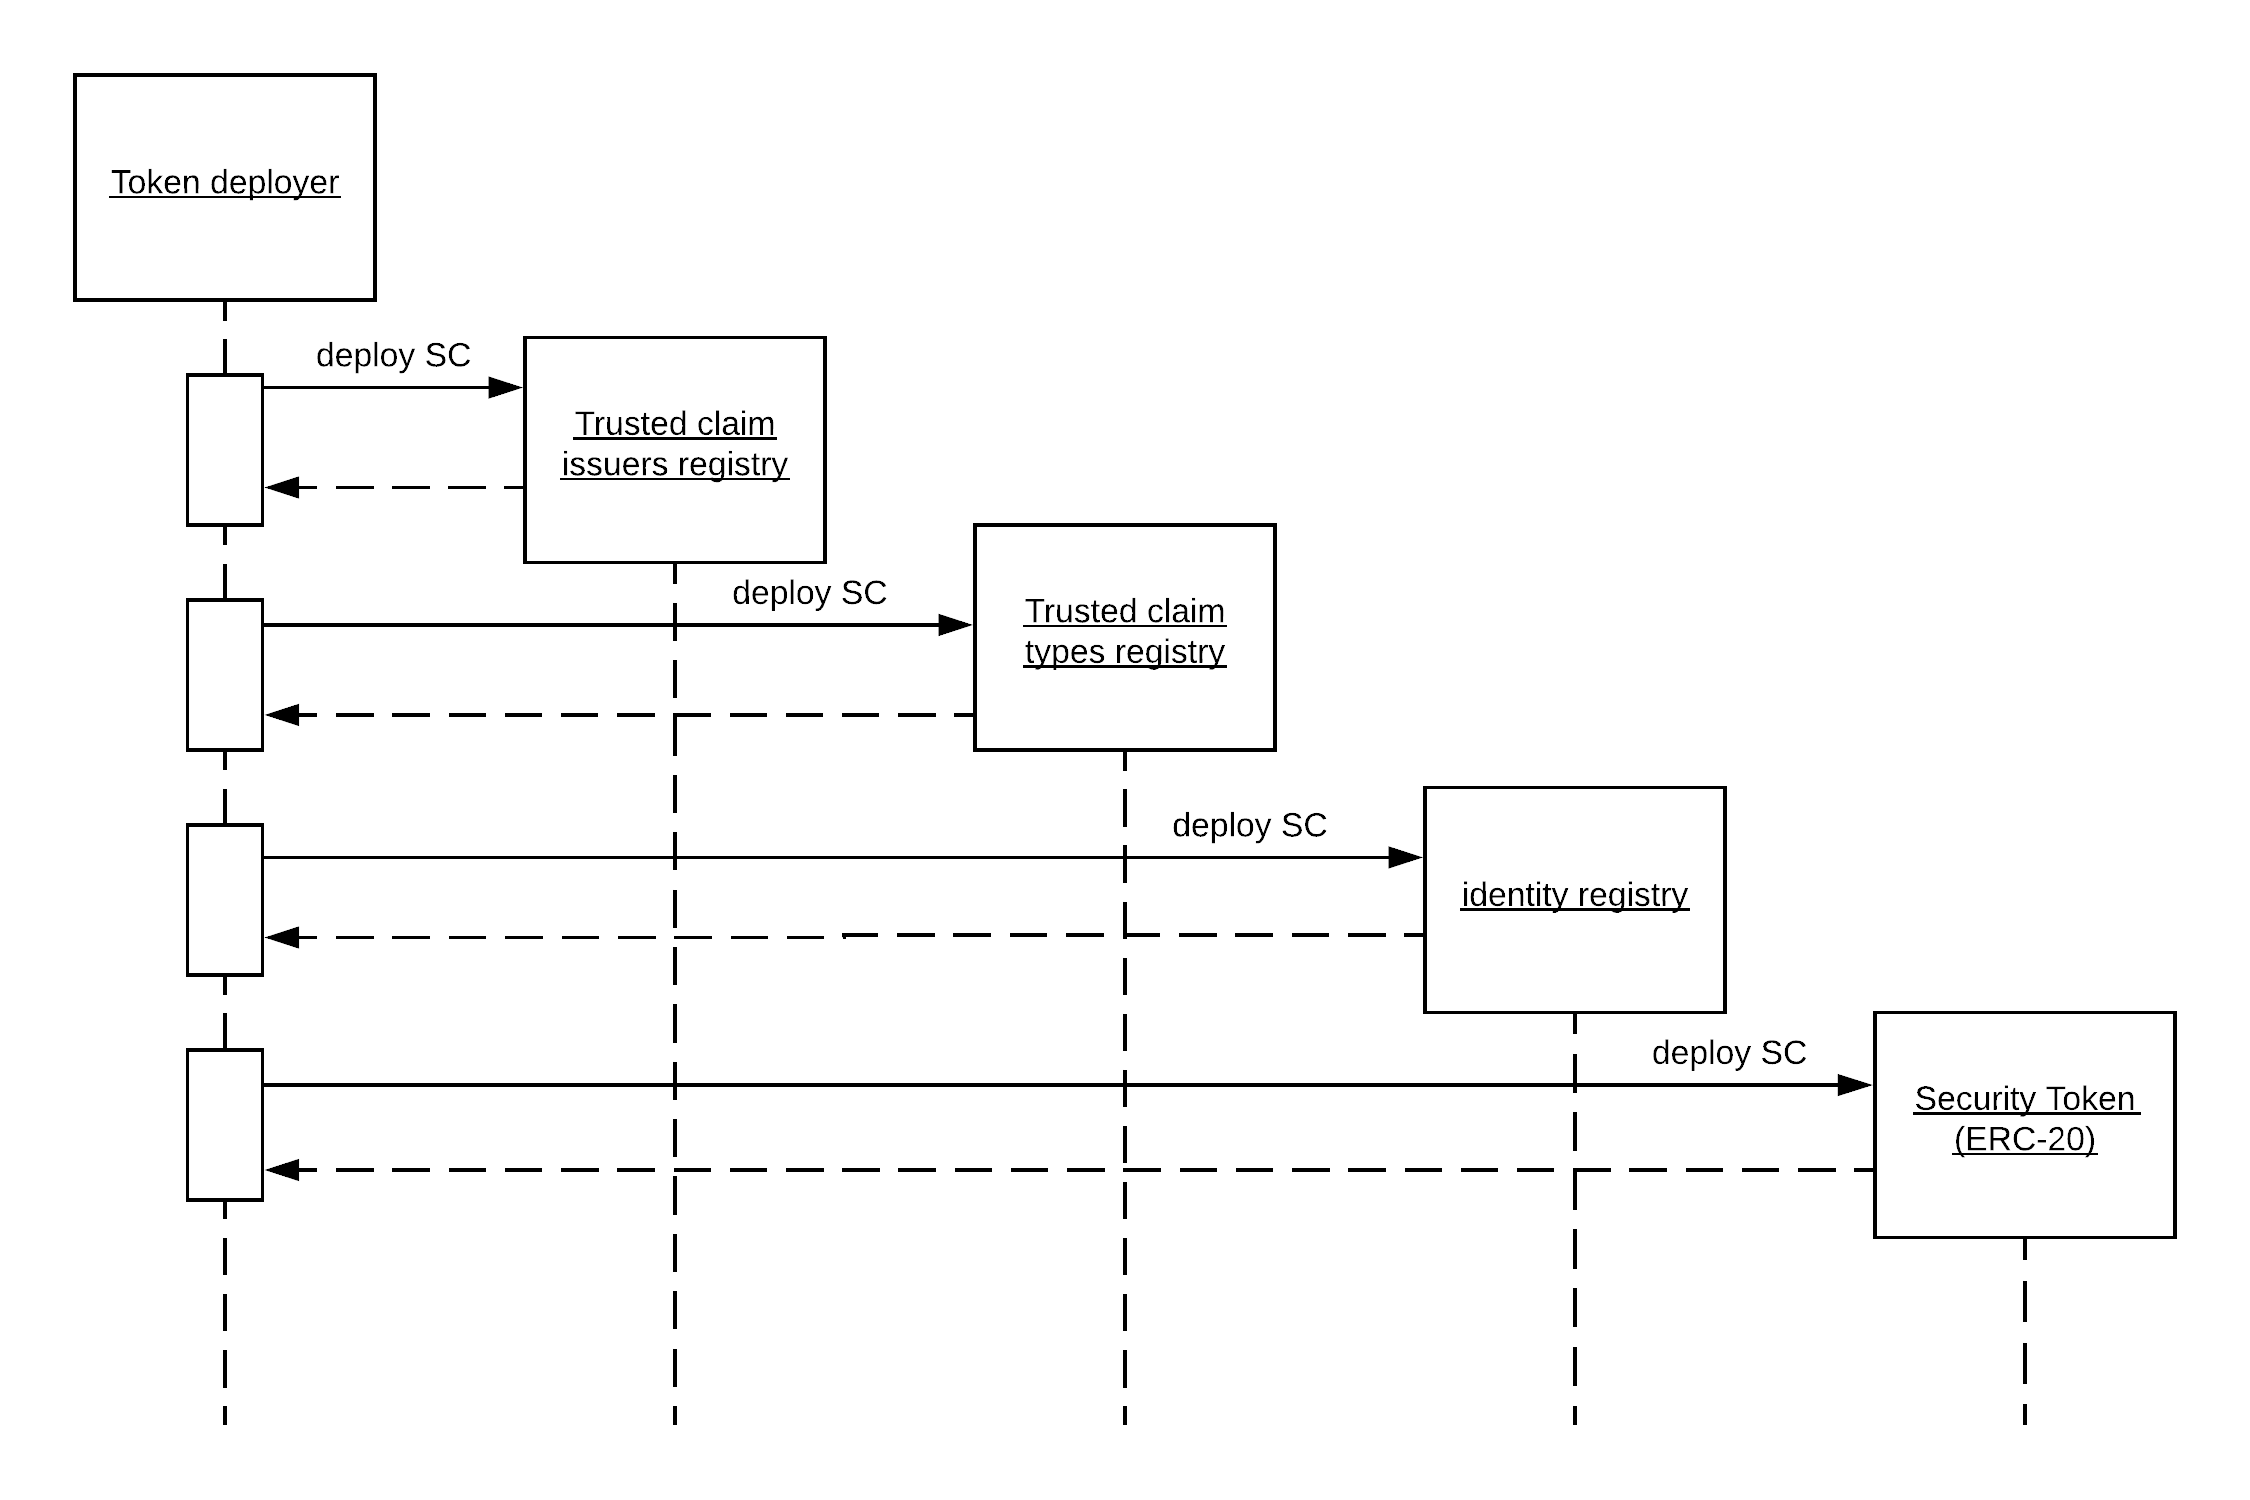 Token deployer
deploy SC
Trusted claim
issuers registry
deploy SC
Trusted claim
types registry
deploy SC
identity registry
deploy SC
Security Token
(ERC-20)